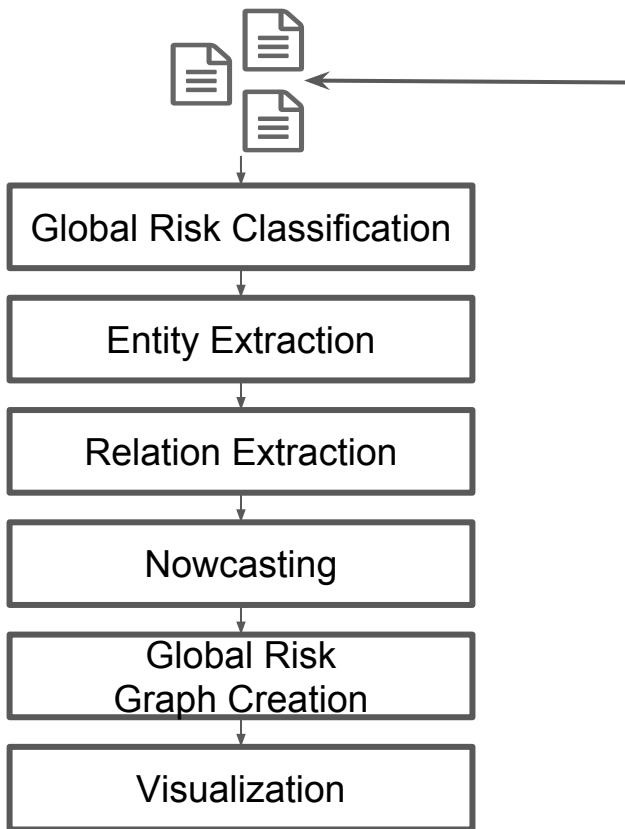 Global Risk Classification
Entity Extraction
Relation Extraction
Nowcasting
Global Risk
Graph Creation
Visualization